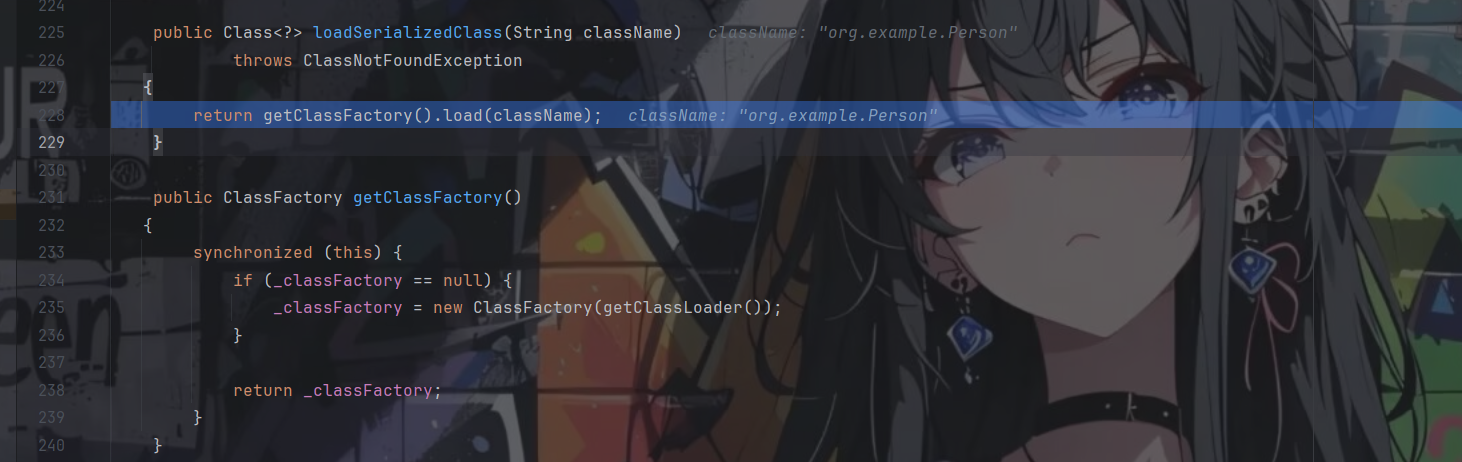 224
225 public Class<?> loadSerializedClass(String className) className: "org.example.Person"
226 throws ClassNotFoundException
227 {
228 return getClassFactory().load(className); className: "org.example.Person"
229 }
230
231 public ClassFactory getClassFactory()
232 {
233 synchronized (this) {
234 if (_classFactory == null) {
235 _classFactory = new ClassFactory(getClassLoader());
236 }
237
238 return _classFactory;
239 }
240 }